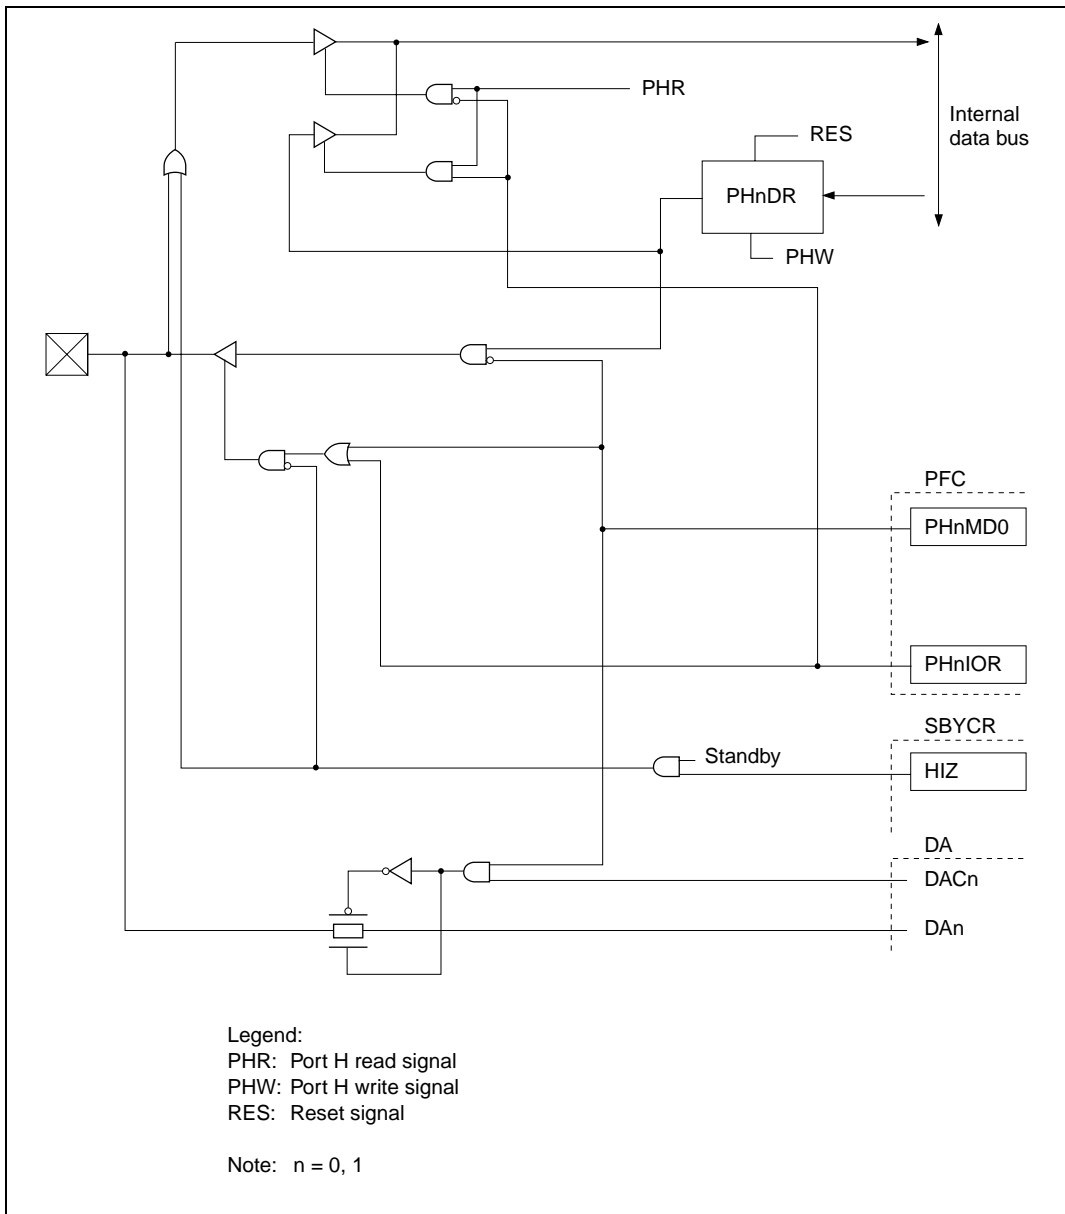 PHR
Internal
data bus
RES
PHnDR
PHW
PFC
PHnMD0
PHnIOR
SBYCR
Standby
HIZ
DA
DACn
DAn
Legend:
PHR: Port H read signal
PHW: Port H write signal
RES: Reset signal
Note: n = 0, 1